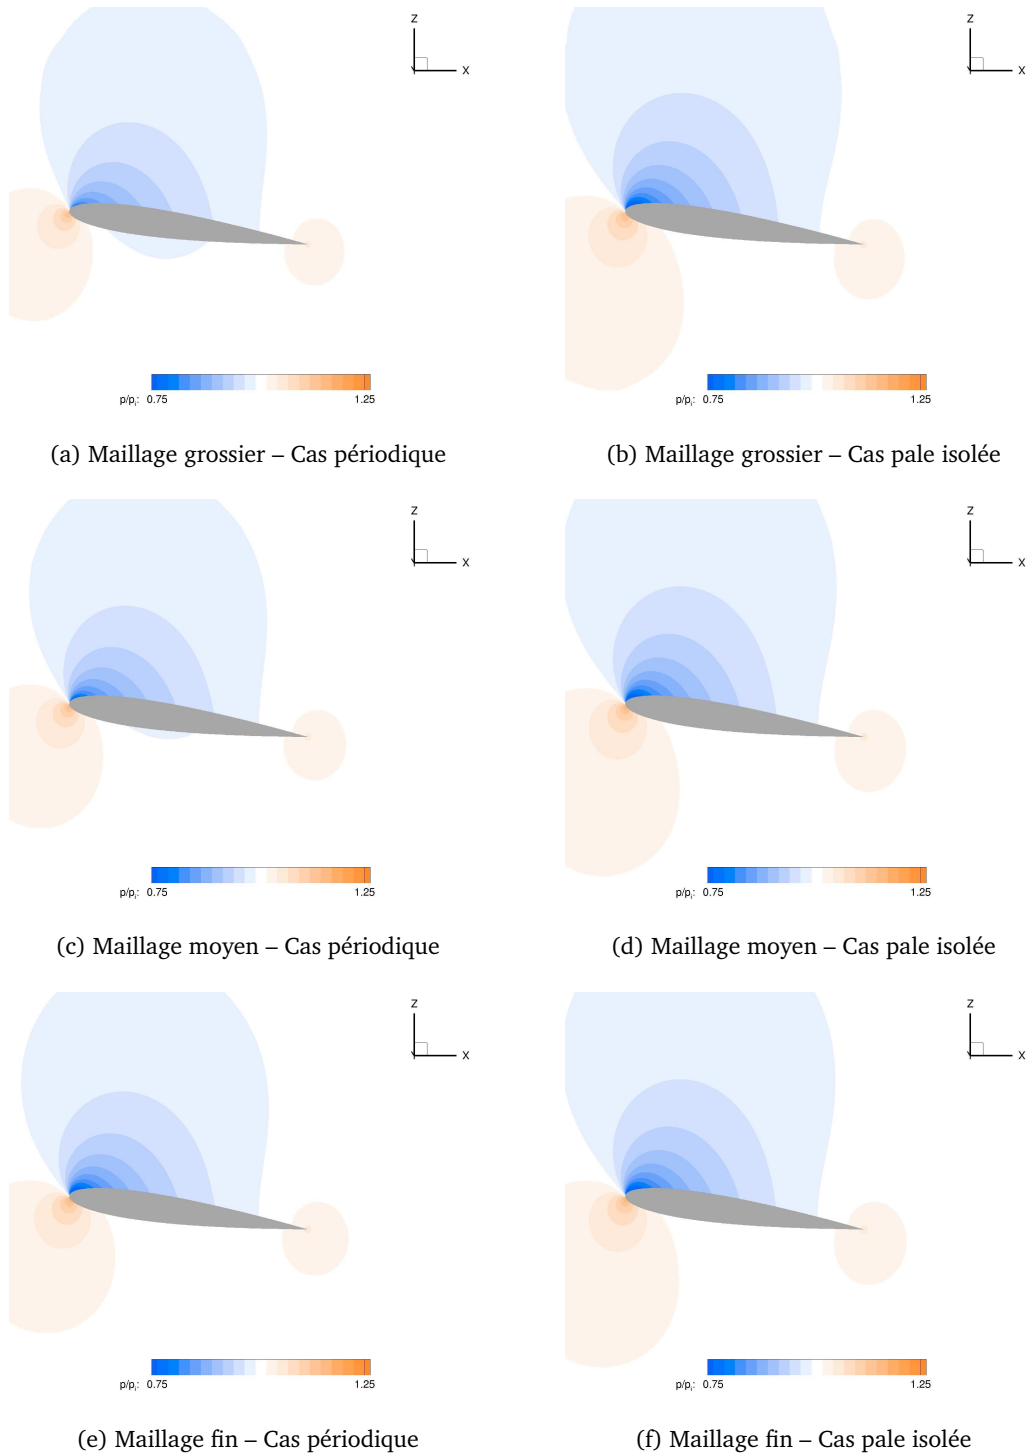 Z
X
Z
X
p/pᵢ: 0.75 1.25
p/pᵢ: 0.75 1.25
(a) Maillage grossier – Cas périodique
(b) Maillage grossier – Cas pale isolée
Z
X
Z
X
p/pᵢ: 0.75 1.25
p/pᵢ: 0.75 1.25
(c) Maillage moyen – Cas périodique
(d) Maillage moyen – Cas pale isolée
Z
X
Z
X
p/pᵢ: 0.75 1.25
p/pᵢ: 0.75 1.25
(e) Maillage fin – Cas périodique
(f) Maillage fin – Cas pale isolée